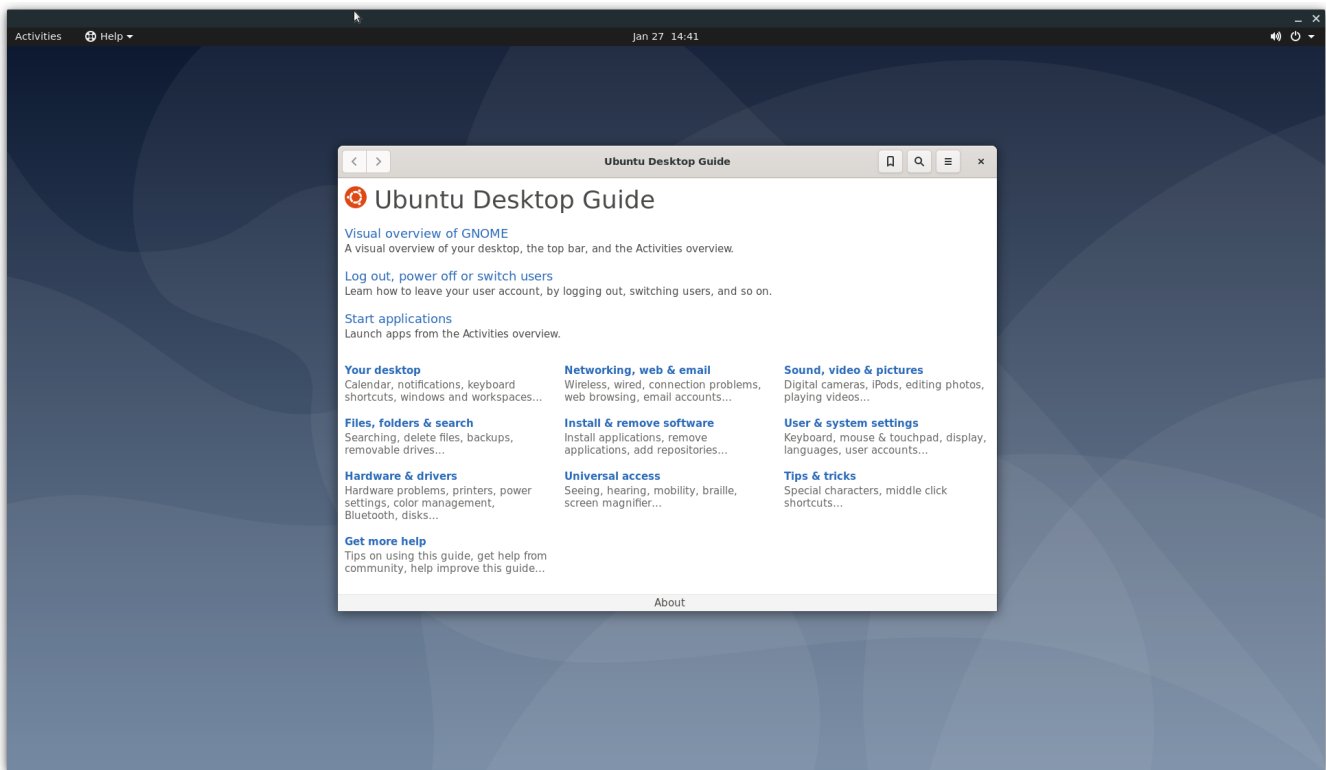 Activities
Help
Jan 27 14:41
Ubuntu Desktop Guide
Ubuntu Desktop Guide
Visual overview of GNOME
A visual overview of your desktop, the top bar, and the Activities overview.
Log out, power off or switch users
Learn how to leave your user account, by logging out, switching users, and so on.
Start applications
Launch apps from the Activities overview.
Your desktop
Calendar, notifications, keyboard
shortcuts, windows and workspaces…
Networking, web & email
Wireless, wired, connection problems,
web browsing, email accounts…
Sound, video & pictures
Digital cameras, iPods, editing photos,
playing videos…
Files, folders & search
Searching, delete files, backups,
removable drives…
Install & remove software
Install applications, remove
applications, add repositories…
User & system settings
Keyboard, mouse & touchpad, display,
languages, user accounts…
Hardware & drivers
Hardware problems, printers, power
settings, color management,
Bluetooth, disks…
Universal access
Seeing, hearing, mobility, braille,
screen magnifier…
Tips & tricks
Special characters, middle click
shortcuts…
Get more help
Tips on using this guide, get help from
community, help improve this guide…
About